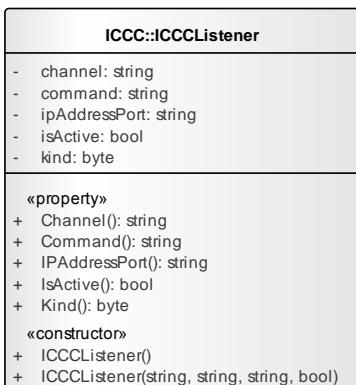 ICCC::ICCCListener
- channel: string
- command: string
- ipAddressPort: string
- isActive: bool
- kind: byte
«property»
+ Channel(): string
+ Command(): string
+ IPAddressPort(): string
+ IsActive(): bool
+ Kind(): byte
«constructor»
+ ICCCListener()
+ ICCCListener(string, string, string, bool)